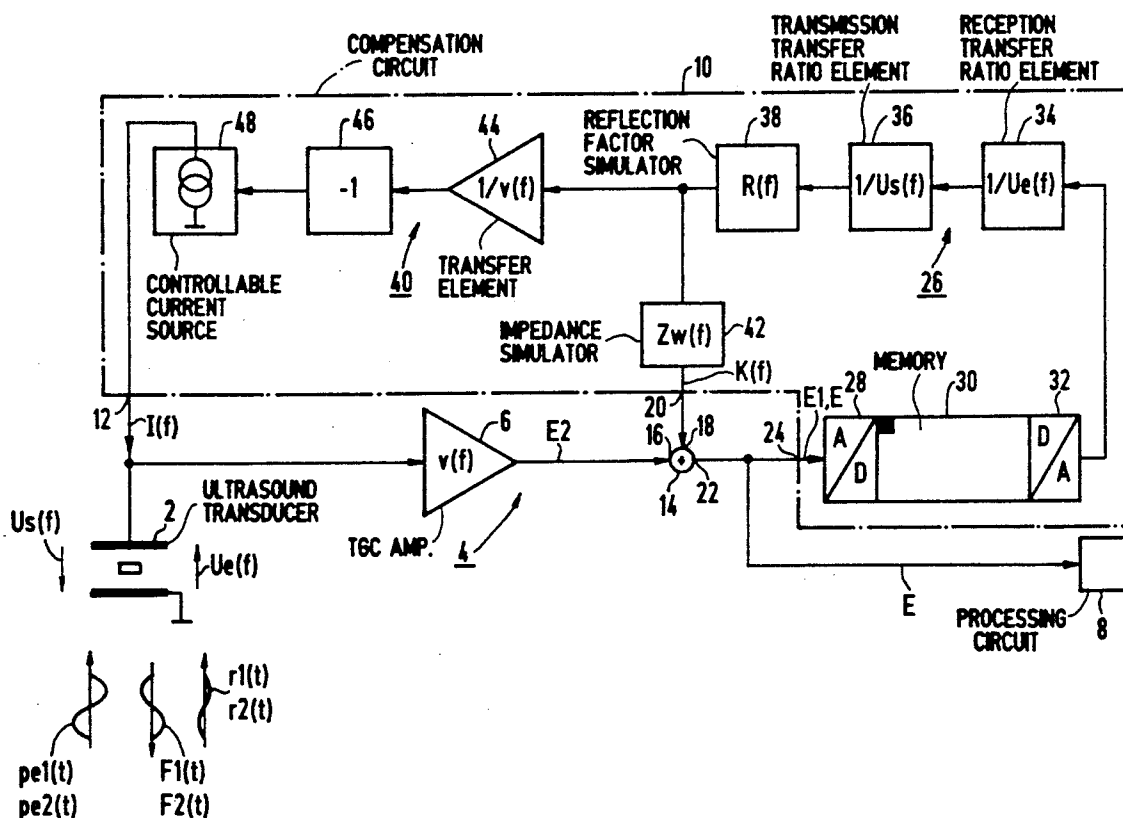 COMPENSATION
CIRCUIT
10
TRANSMISSION
TRANSFER
RATIO ELEMENT
RECEPTION
TRANSFER
RATIO ELEMENT
48
46
-1
44
1/v(f)
REFLECTION
FACTOR
SIMULATOR
38
R(f)
36
1/Us(f)
34
1/Ue(f)
CONTROLLABLE
CURRENT
SOURCE
40
TRANSFER
ELEMENT
26
IMPEDANCE
SIMULATOR
Zw(f)
42
K(f)
MEMORY
12
I(f)
6
v(f)
E2
20
16
18
14
22
24
E1,E
28
A
D
30
32
D
A
ULTRASOUND
TRANSDUCER
2
Us(f)
Ue(f)
TGC AMP.
4
E
PROCESSING
CIRCUIT
8
r1(t)
r2(t)
pe1(t)
pe2(t)
F1(t)
F2(t)